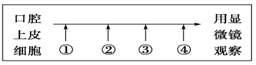 口腔 用显
上皮 微镜
细胞 ① ② ③ ④ 观察